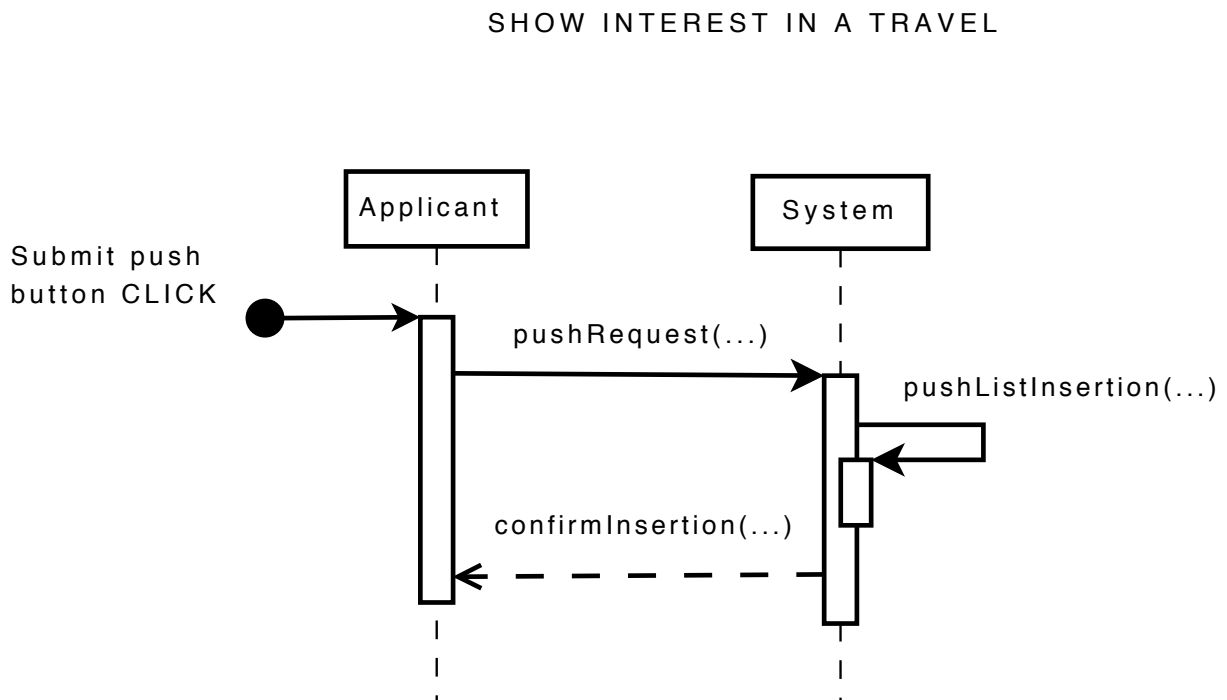 SHOW INTEREST IN A TRAVEL
Applicant
System
Submit push
button CLICK
pushRequest(...)
pushListInsertion(...)
confirmInsertion(...)